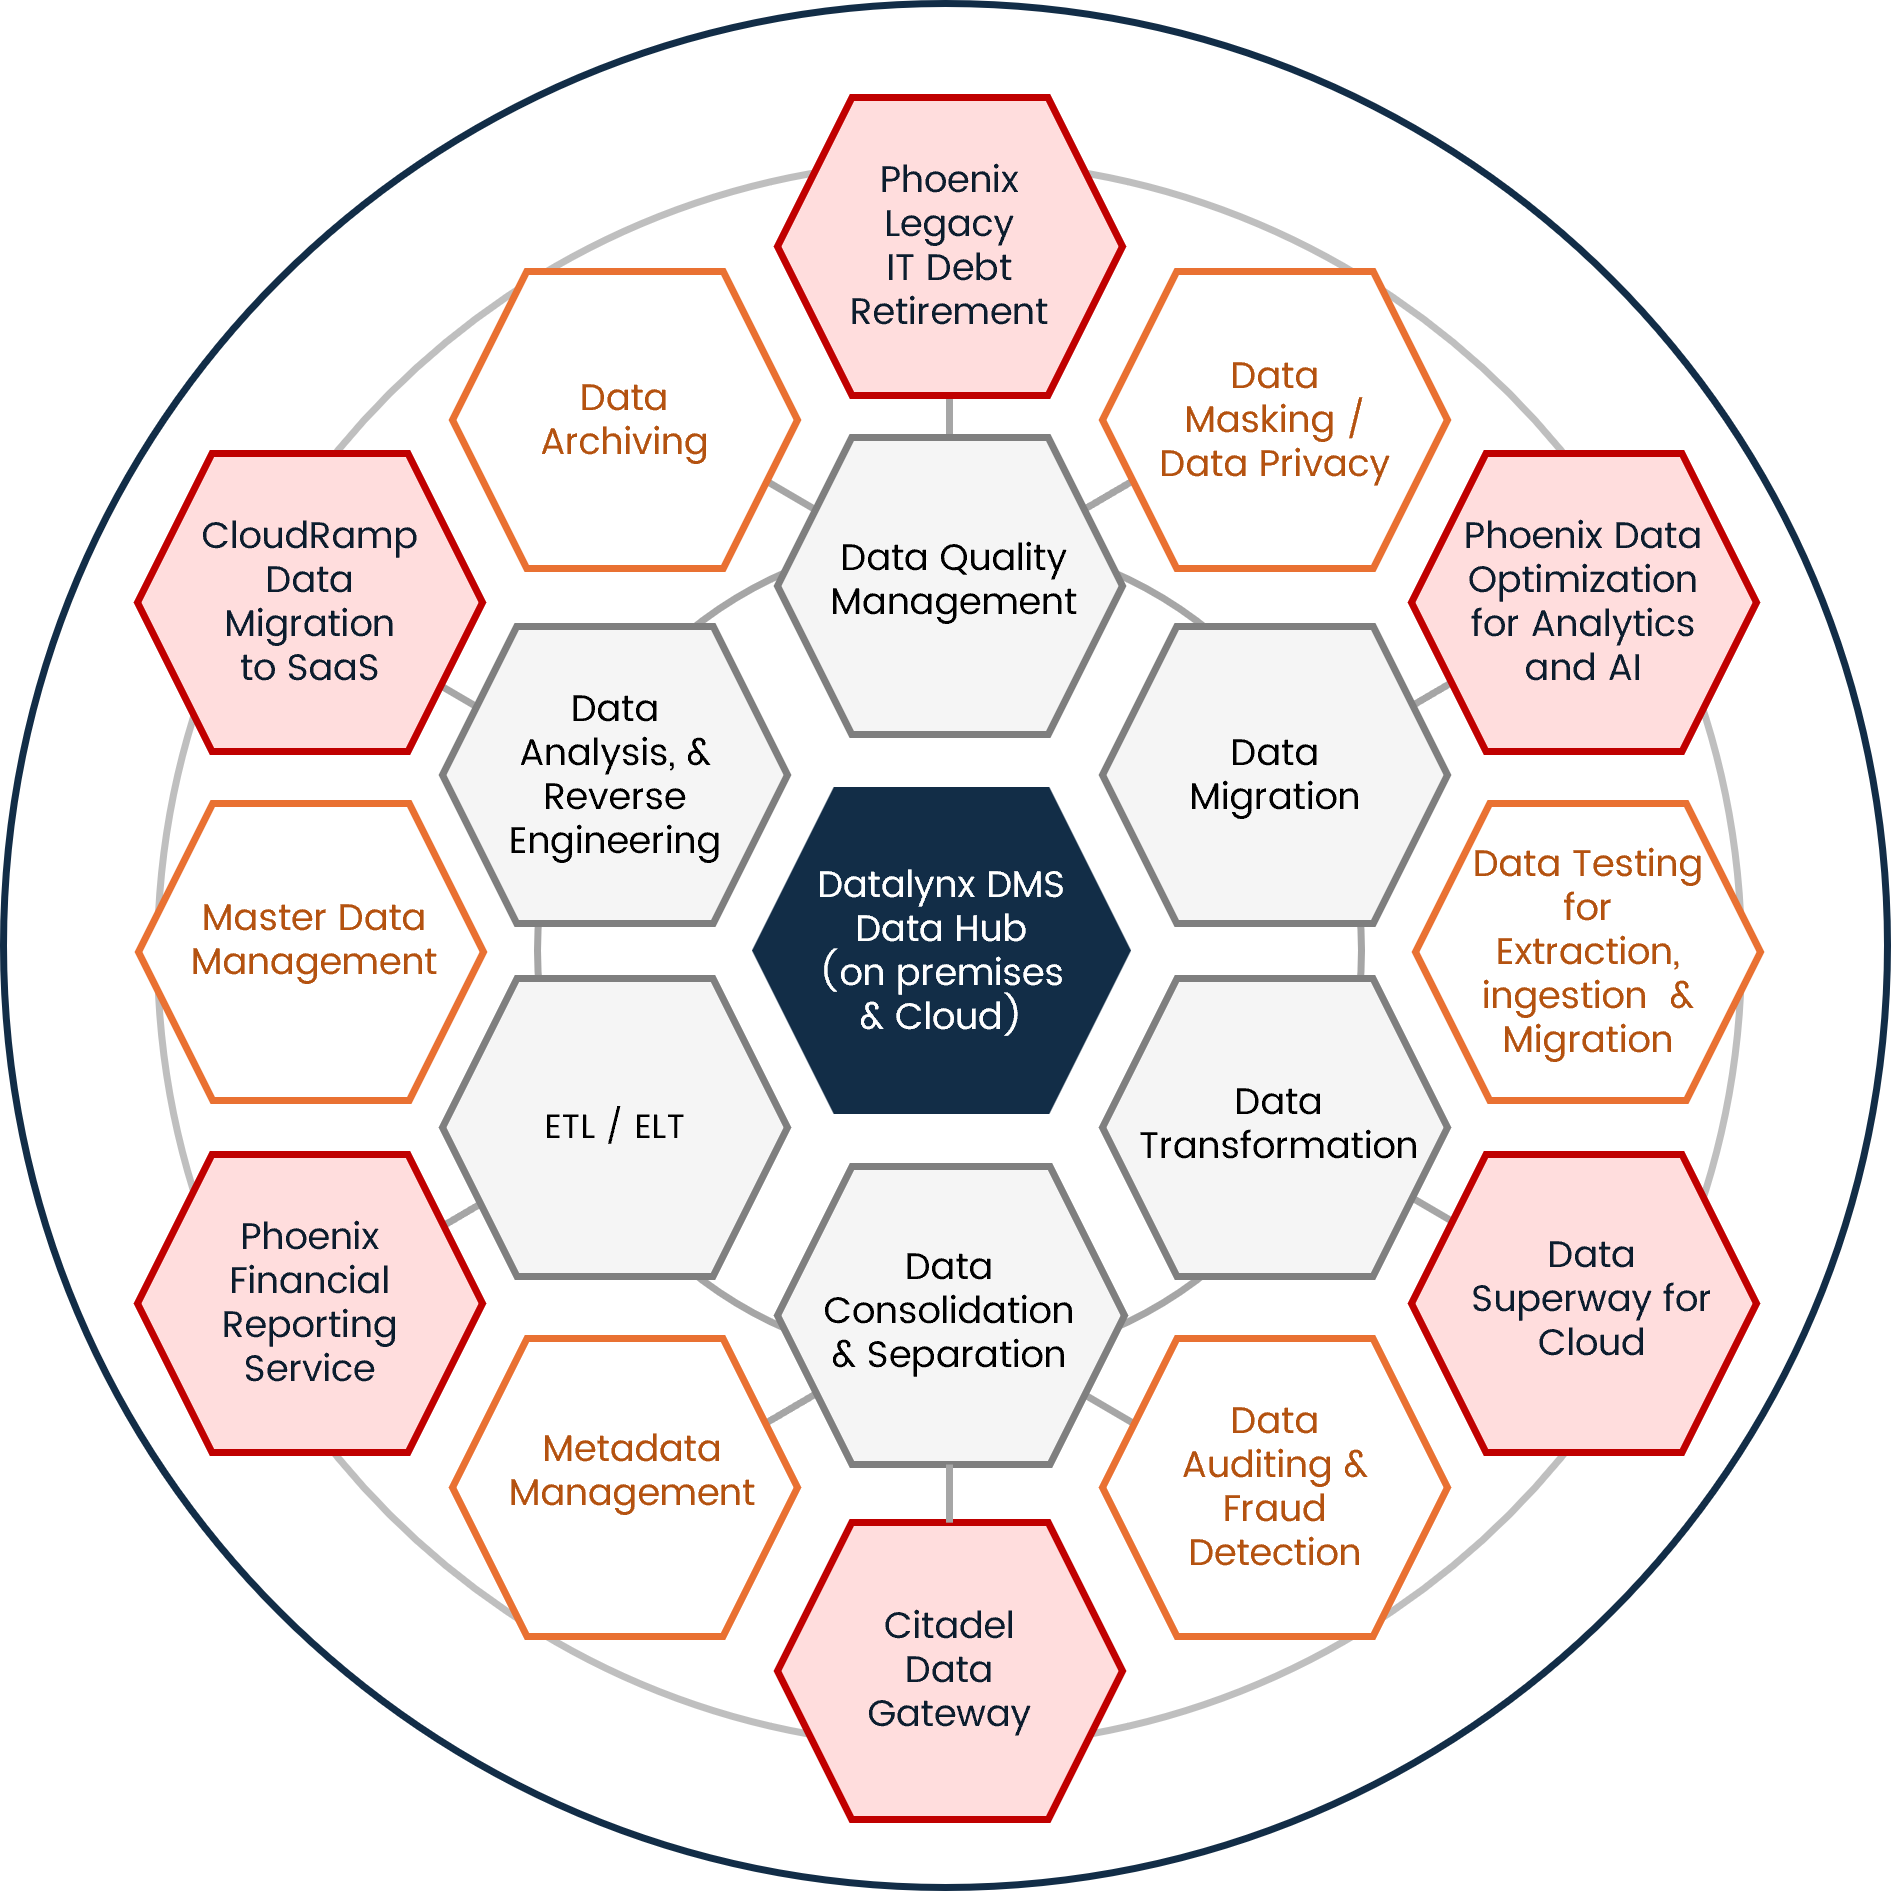 Phoenix
Legacy
IT Debt
Retirement
Data
Archiving
Data
Masking /
Data Privacy
CloudRamp
Data
Migration
to SaaS
Data Quality
Management
Phoenix Data
Optimization
for Analytics
and AI
Data
Analysis, &
Reverse
Engineering
Data
Migration
Master Data
Management
Datalynx DMS
Data Hub
(on premises
& Cloud)
Data Testing
for
Extraction,
ingestion  &
Migration
ETL / ELT
Data
Transformation
Phoenix
Financial
Reporting
Service
Data
Consolidation
& Separation
Data
Superway for
Cloud
Metadata
Management
Data
Auditing &
Fraud
Detection
Citadel
Data
Gateway